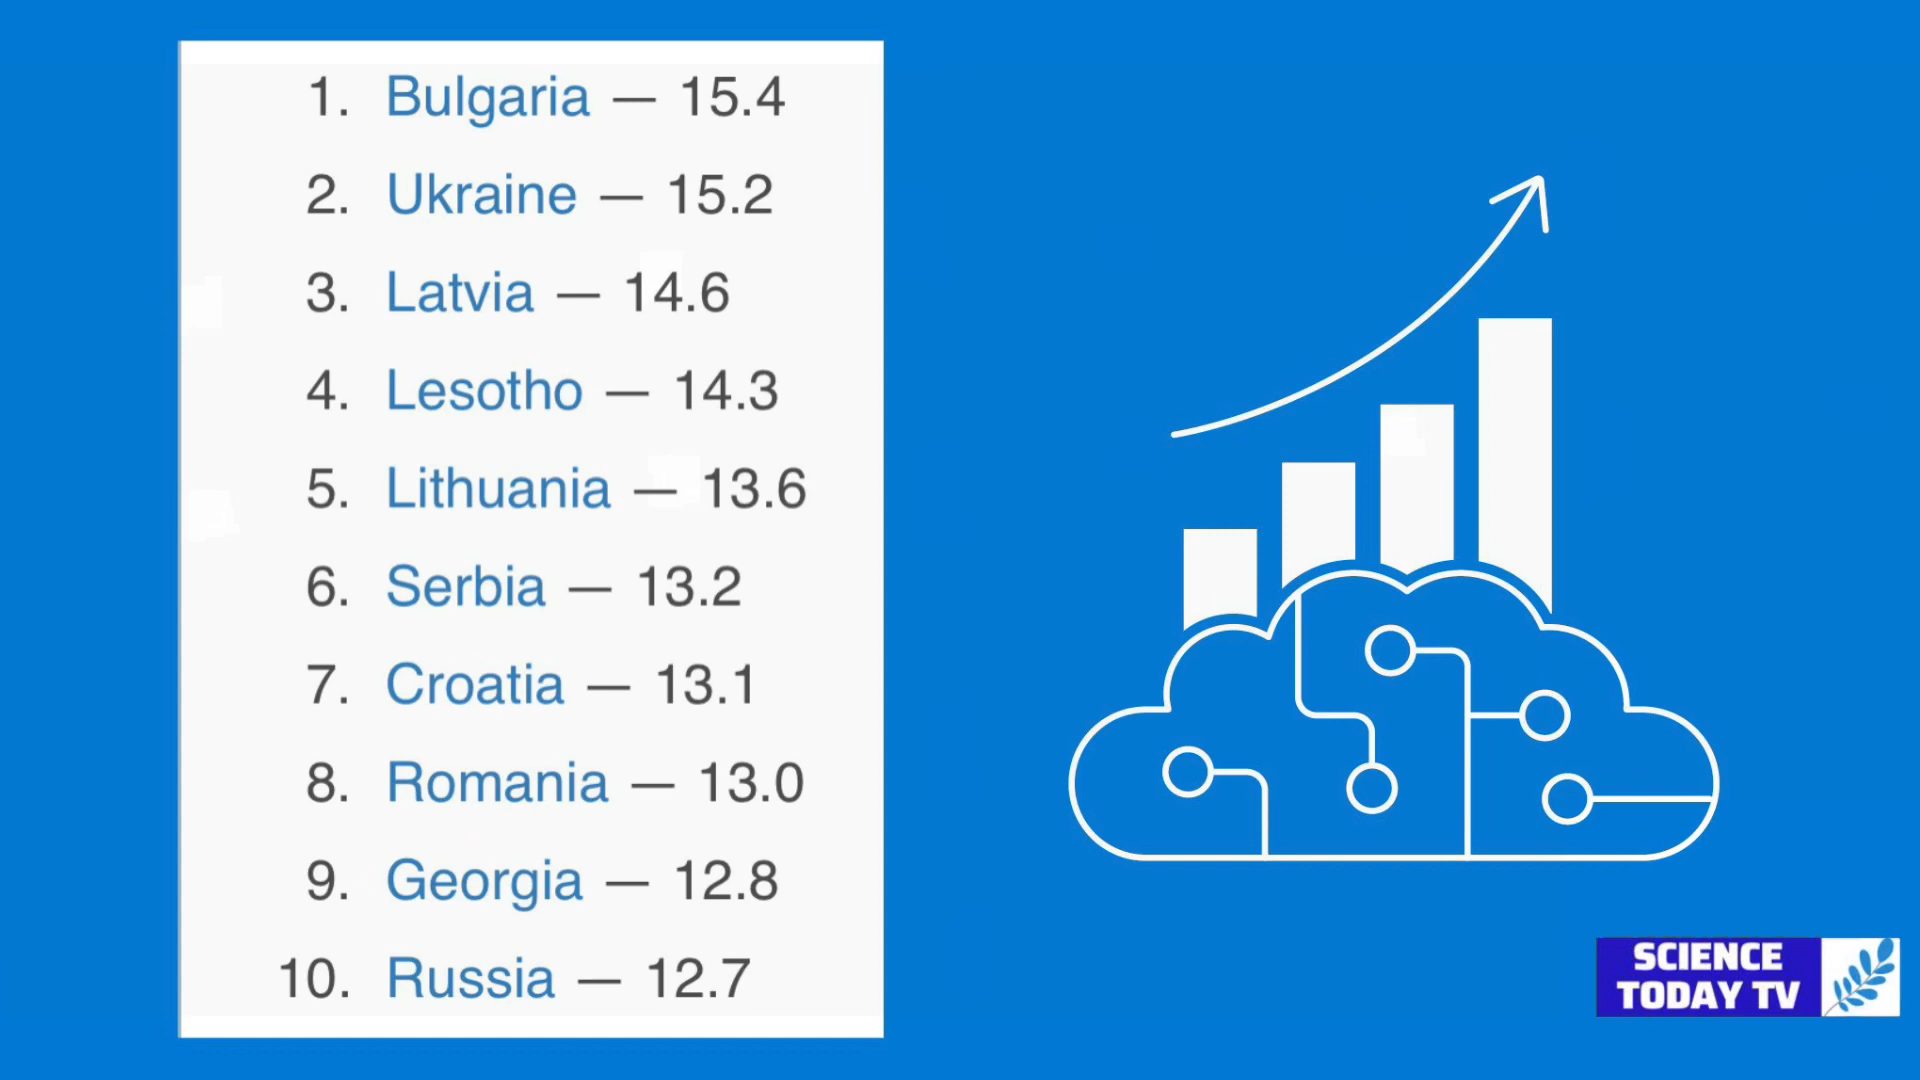 1. Bulgaria — 15.4
2. Ukraine — 15.2
3. Latvia — 14.6
4. Lesotho — 14.3
5. Lithuania — 13.6
6. Serbia — 13.2
7. Croatia — 13.1
8. Romania — 13.0
9. Georgia — 12.8
10. Russia — 12.7
SCIENCE
TODAY TV